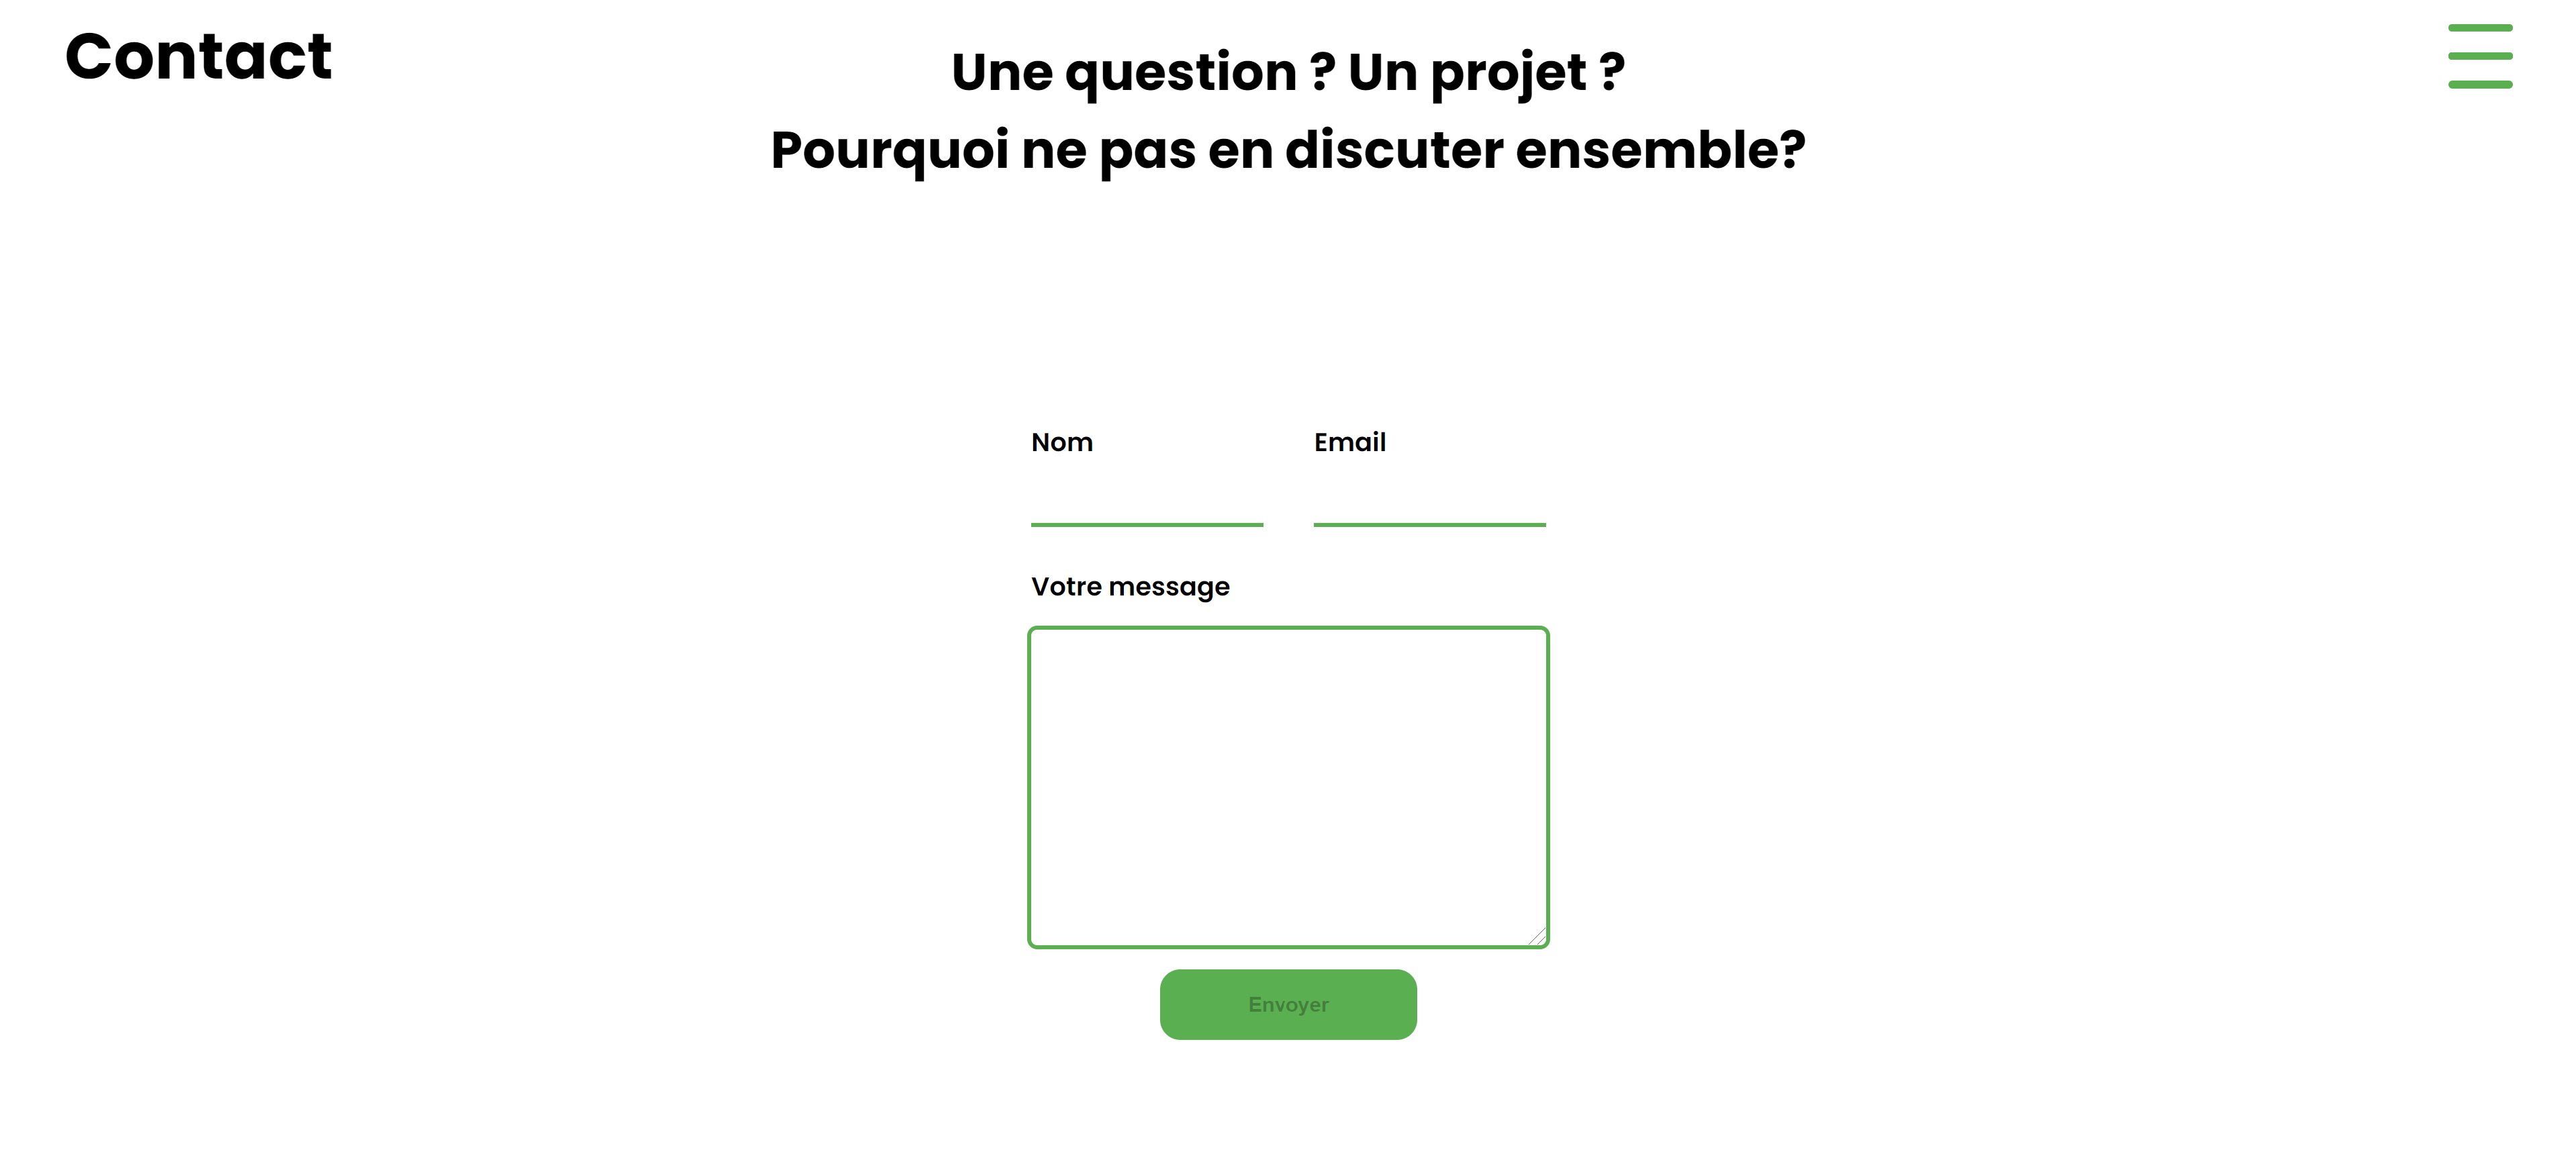 Contact
Une question ? Un projet ?
Pourquoi ne pas en discuter ensemble?
Nom
Email
Votre message
Envoyer